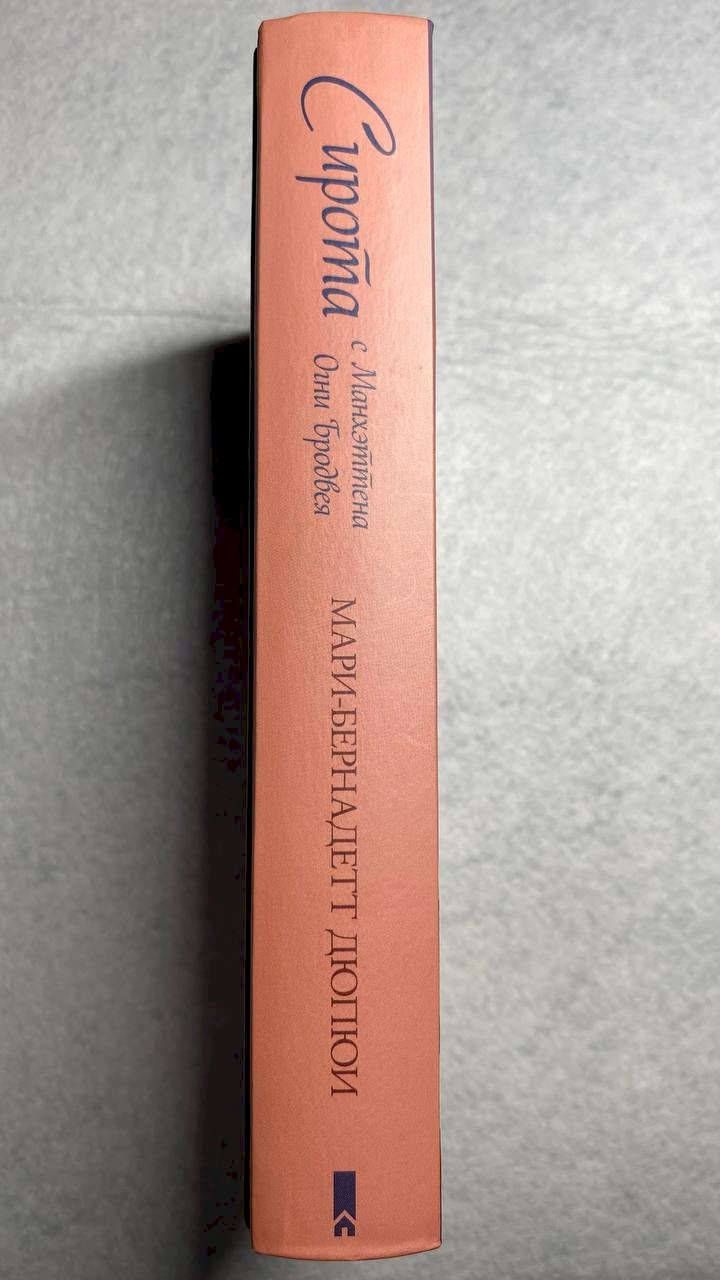 Сирота
с Манхэттена
Огни Бродвея
МАРИ-БЕРНАДЕТТ ДЮПЮИ